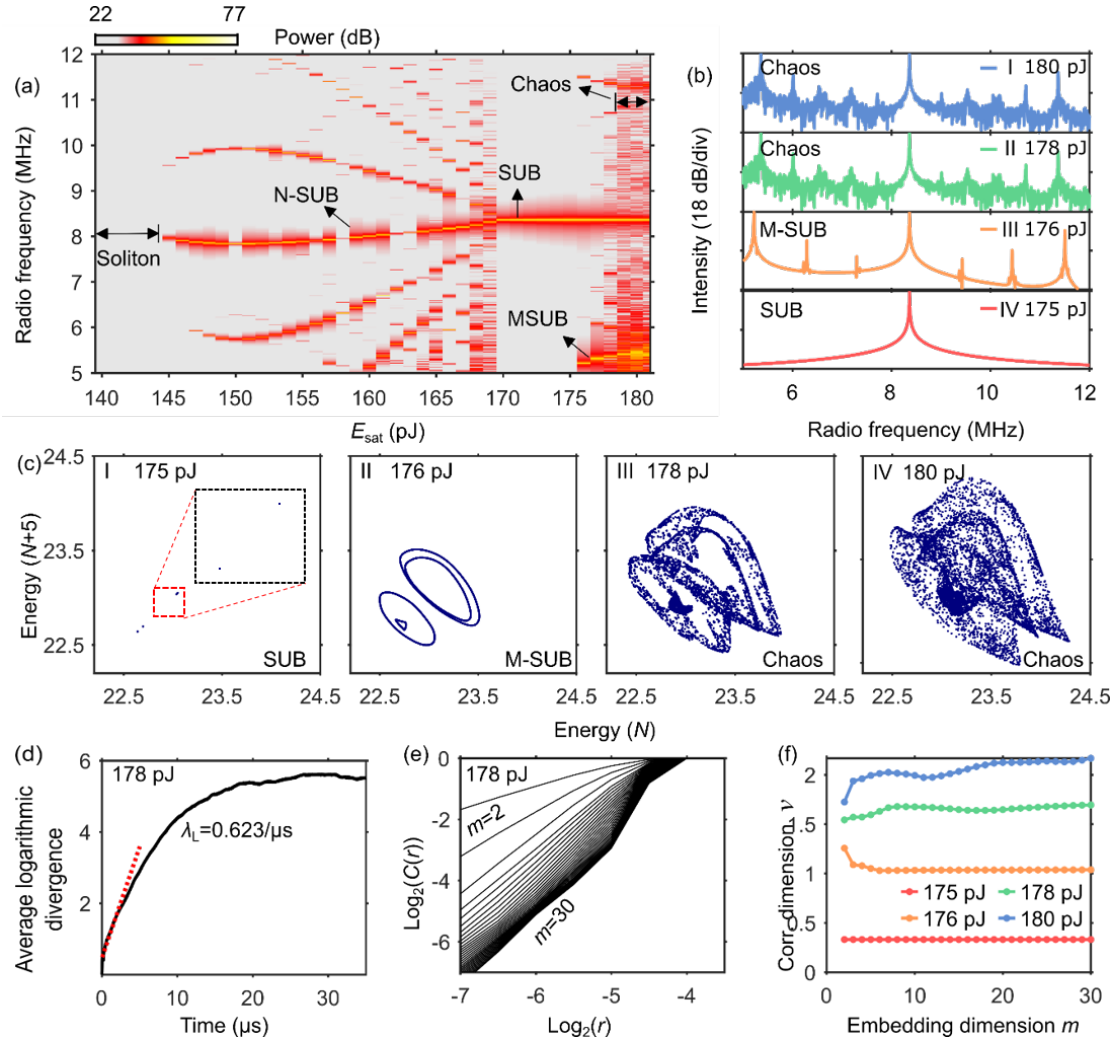 22 77
Power (dB)
(a)
Radio frequency (MHz)
12
11
10
9
8
7
6
5
Chaos
SUB
N-SUB
Soliton
MSUB
140 145 150 155 160 165 170 175 180
E_sat (pJ)
(b)
Intensity (18 dB/div)
Chaos I 180 pJ
Chaos II 178 pJ
M-SUB III 176 pJ
SUB IV 175 pJ
6 8 10 12
Radio frequency (MHz)
(c)
Energy (N+5)
24.5
23.5
22.5
I 175 pJ
SUB
II 176 pJ
M-SUB
III 178 pJ
Chaos
IV 180 pJ
Chaos
22.5 23.5 24.5
22.5 23.5 24.5
22.5 23.5 24.5
22.5 23.5 24.5
Energy (N)
(d)
Average logarithmic
divergence
6
4
2
178 pJ
λ_L=0.623/μs
0 10 20 30
Time (μs)
(e)
Log₂(C(r))
0
-2
-4
-6
178 pJ
m=2
m=30
-7 -6 -5 -4
Log₂(r)
(f)
Corr. dimension ν
2
.5
1
.5
0
175 pJ 178 pJ
176 pJ 180 pJ
0 10 20 30
Embedding dimension m